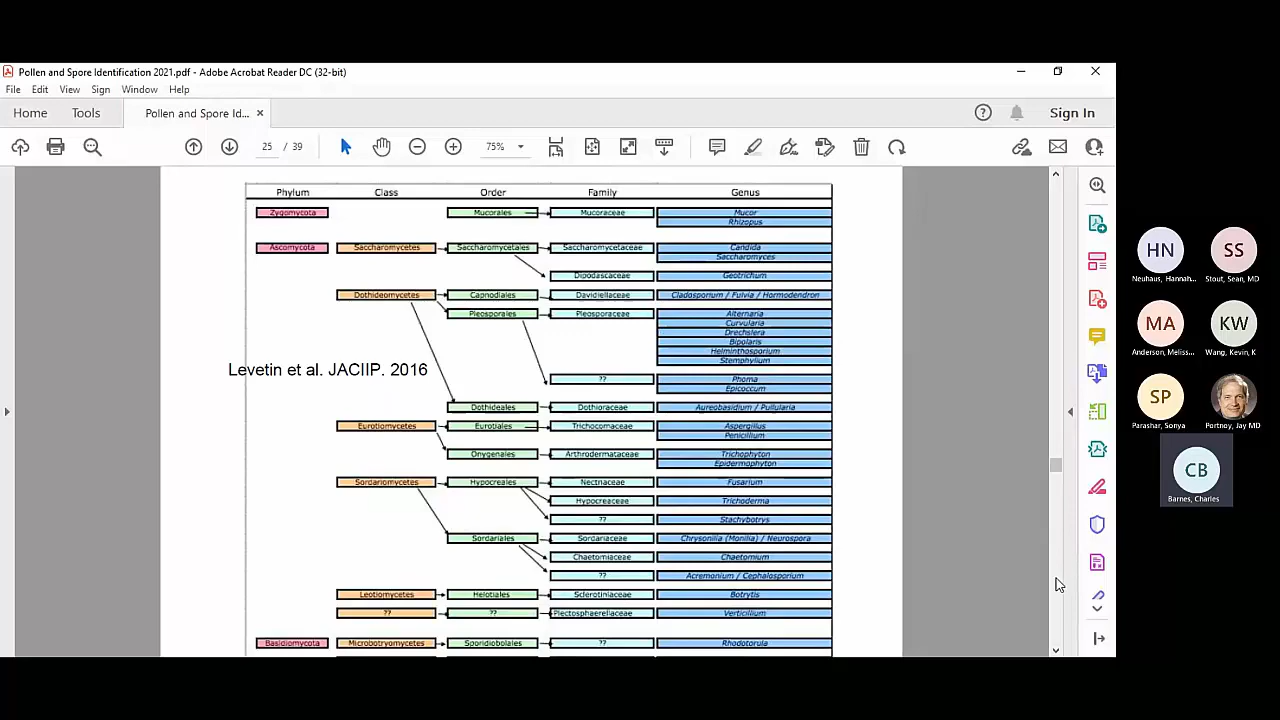 Pollen and Spore Identification 2021.pdf - Adobe Acrobat Reader DC (32-bit)
File Edit View Sign Window Help
Home Tools Pollen and Spore Id... × Sign In
25 / 39 75%
Phylum Class Order Family Genus
Zygomycota Mucorales Mucoraceae Mucor
Rhizopus
Ascomycota Saccharomycetes Saccharomycetales Saccharomycetaceae Candida
Saccharomyces
Dipodascaceae Geotrichum
Dothideomycetes Capnodiales Davidiellaceae Cladosporium / Fulvia / Hormodendron
Pleosporales Pleosporaceae Alternaria
Curvularia
Drechslera
Bipolaris
Helminthosporium
Stemphylium
Levetin et al. JACIIP. 2016
?? Phoma
Epicoccum
Dothideales Dothioraceae Aureobasidium / Pullularia
Eurotiomycetes Eurotiales Trichocomaceae Aspergillus
Penicillium
Onygenales Arthrodermataceae Trichophyton
Epidermophyton
Sordariomycetes Hypocreales Nectriaceae Fusarium
Hypocreaceae Trichoderma
?? Stachybotrys
Sordariales Sordariaceae Chrysonilia (Monilia) / Neurospora
Chaetomiaceae Chaetomium
?? Acremonium / Cephalosporium
Leotiomycetes Helotiales Sclerotiniaceae Botrytis
?? ?? Plectosphaerellaceae Verticillium
Basidiomycota Microbotryomycetes Sporidiobolales ?? Rhodotorula
HN SS
Neuhaus, Hannah... Stout, Sean, MD
MA KW
Anderson, Meliss... Wang, Kevin, K
SP
Parashar, Sonya Portnoy, Jay MD
CB
Barnes, Charles